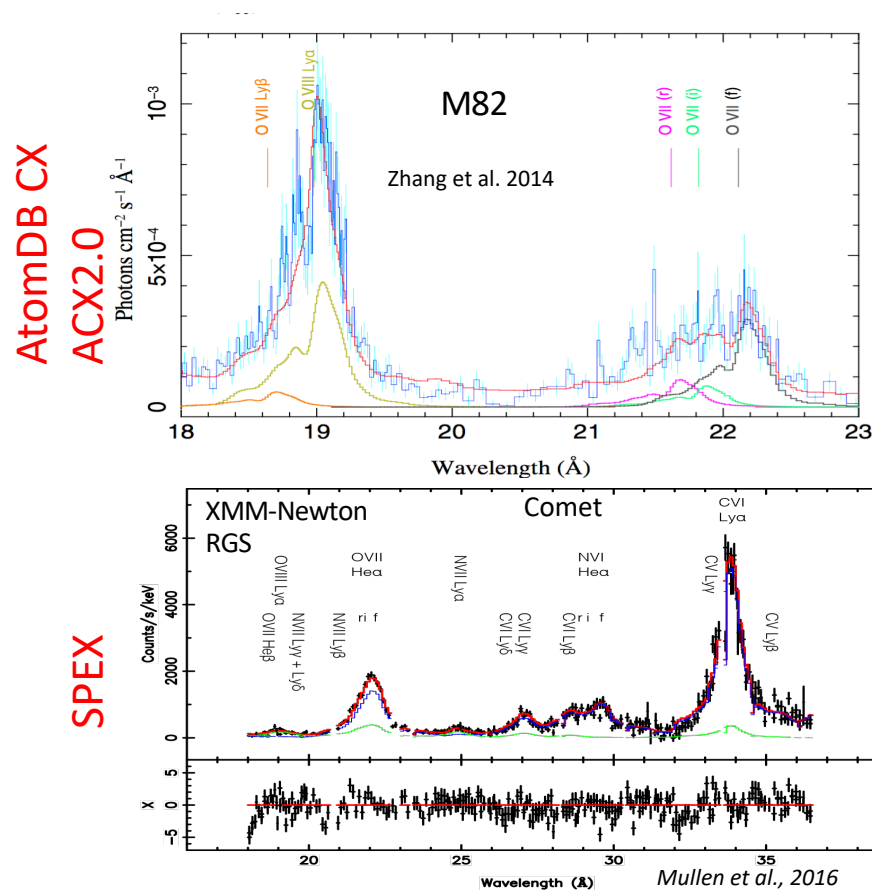 AtomDB CX
ACX2.0
Photons cm⁻² s⁻¹ Å⁻¹
10⁻³
5×10⁻⁴
0
O VII Lyβ
O VIII Lyα
M82
Zhang et al. 2014
O VII (r)
O VII (i)
O VII (f)
18
19
20
21
22
23
Wavelength (Å)
SPEX
XMM-Newton
RGS
Comet
CVI
Lyα
Counts/s/keV
6000
4000
2000
0
OVII Heβ
OVIII Lyα
NVII Lyγ + Lyδ
NVII Lyβ
OVII
Heα
ri f
NVII Lyα
CVI Lyδ
CVI Lyγ
CVI Lyβ
NVI
Heα
ri f
CV Lyγ
CV Lyβ
X
5
0
-5
20
25
30
35
Wavelength (Å)
Mullen et al., 2016